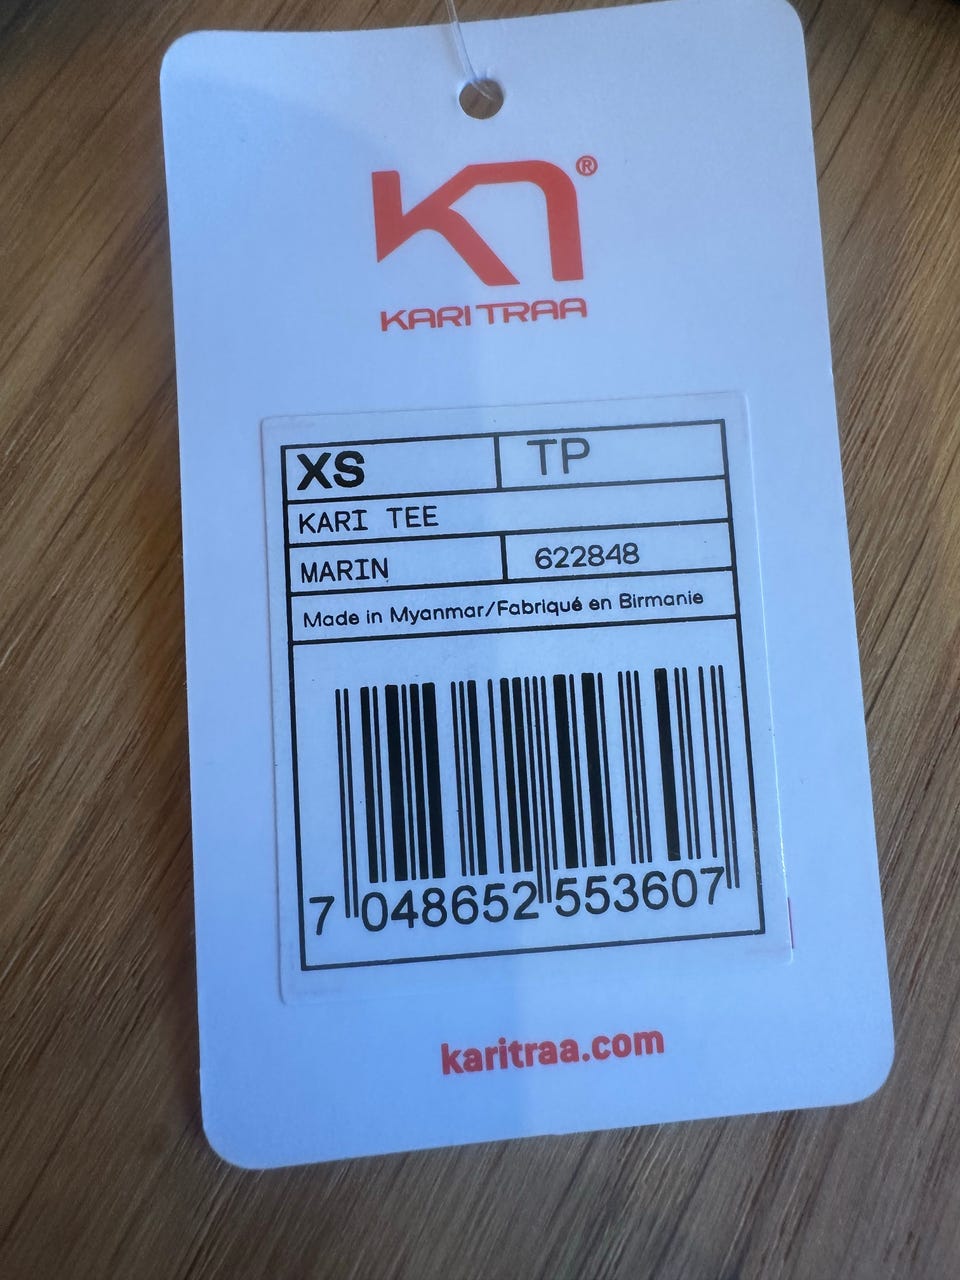 KN®
KARI TRAA
XS TP
KARI TEE
MARIN 622848
Made in Myanmar/Fabriqué en Birmanie
7 048652 553607
karitraa.com